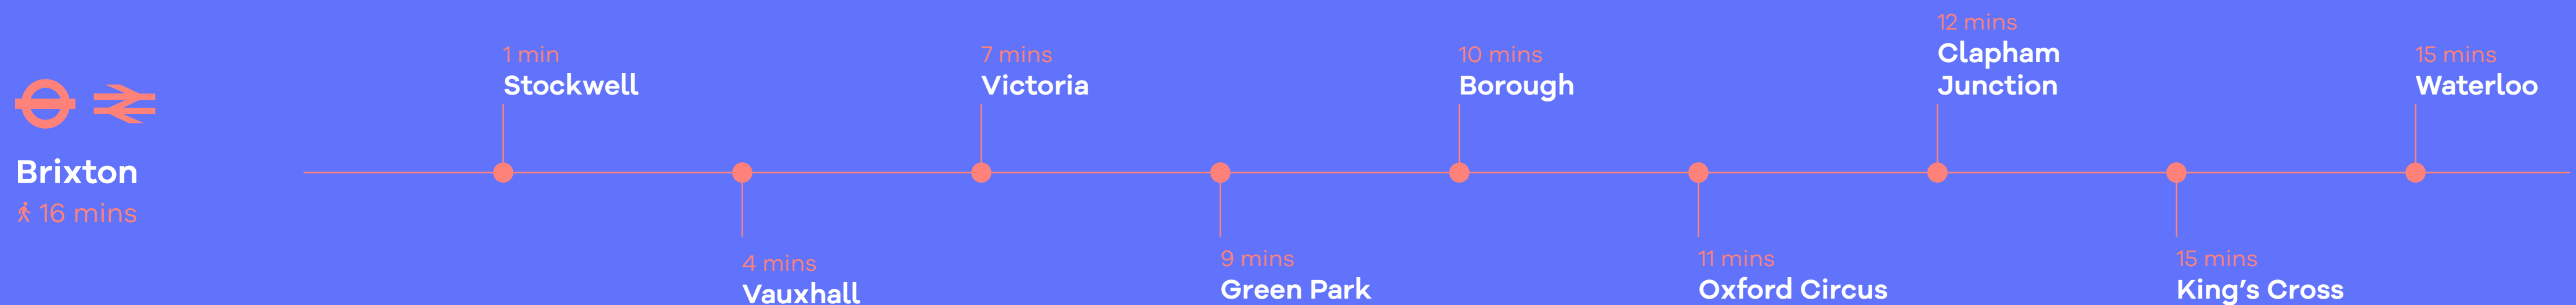 Brixton
16 mins
1 min
Stockwell
4 mins
Vauxhall
7 mins
Victoria
9 mins
Green Park
10 mins
Borough
11 mins
Oxford Circus
12 mins
Clapham
Junction
15 mins
King’s Cross
15 mins
Waterloo